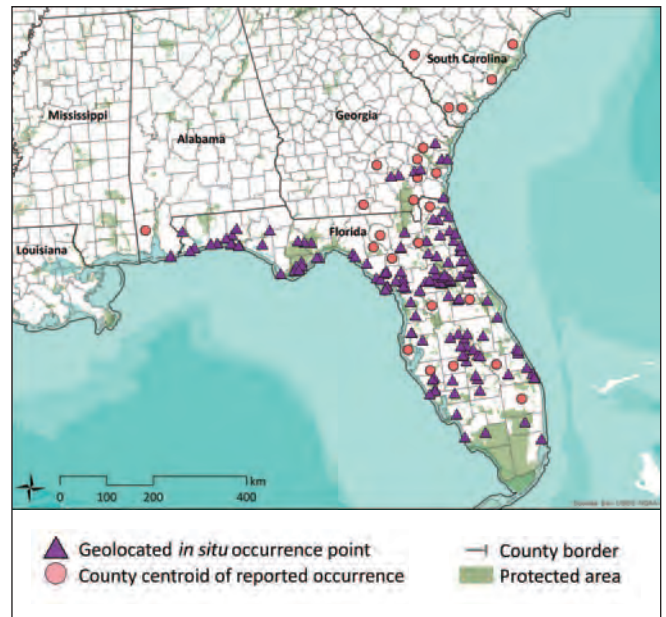 South Carolina
Mississippi
Georgia
Alabama
Louisiana
Florida
km
0 100 200 400
Geolocated in situ occurrence point
County border
County centroid of reported occurrence
Protected area